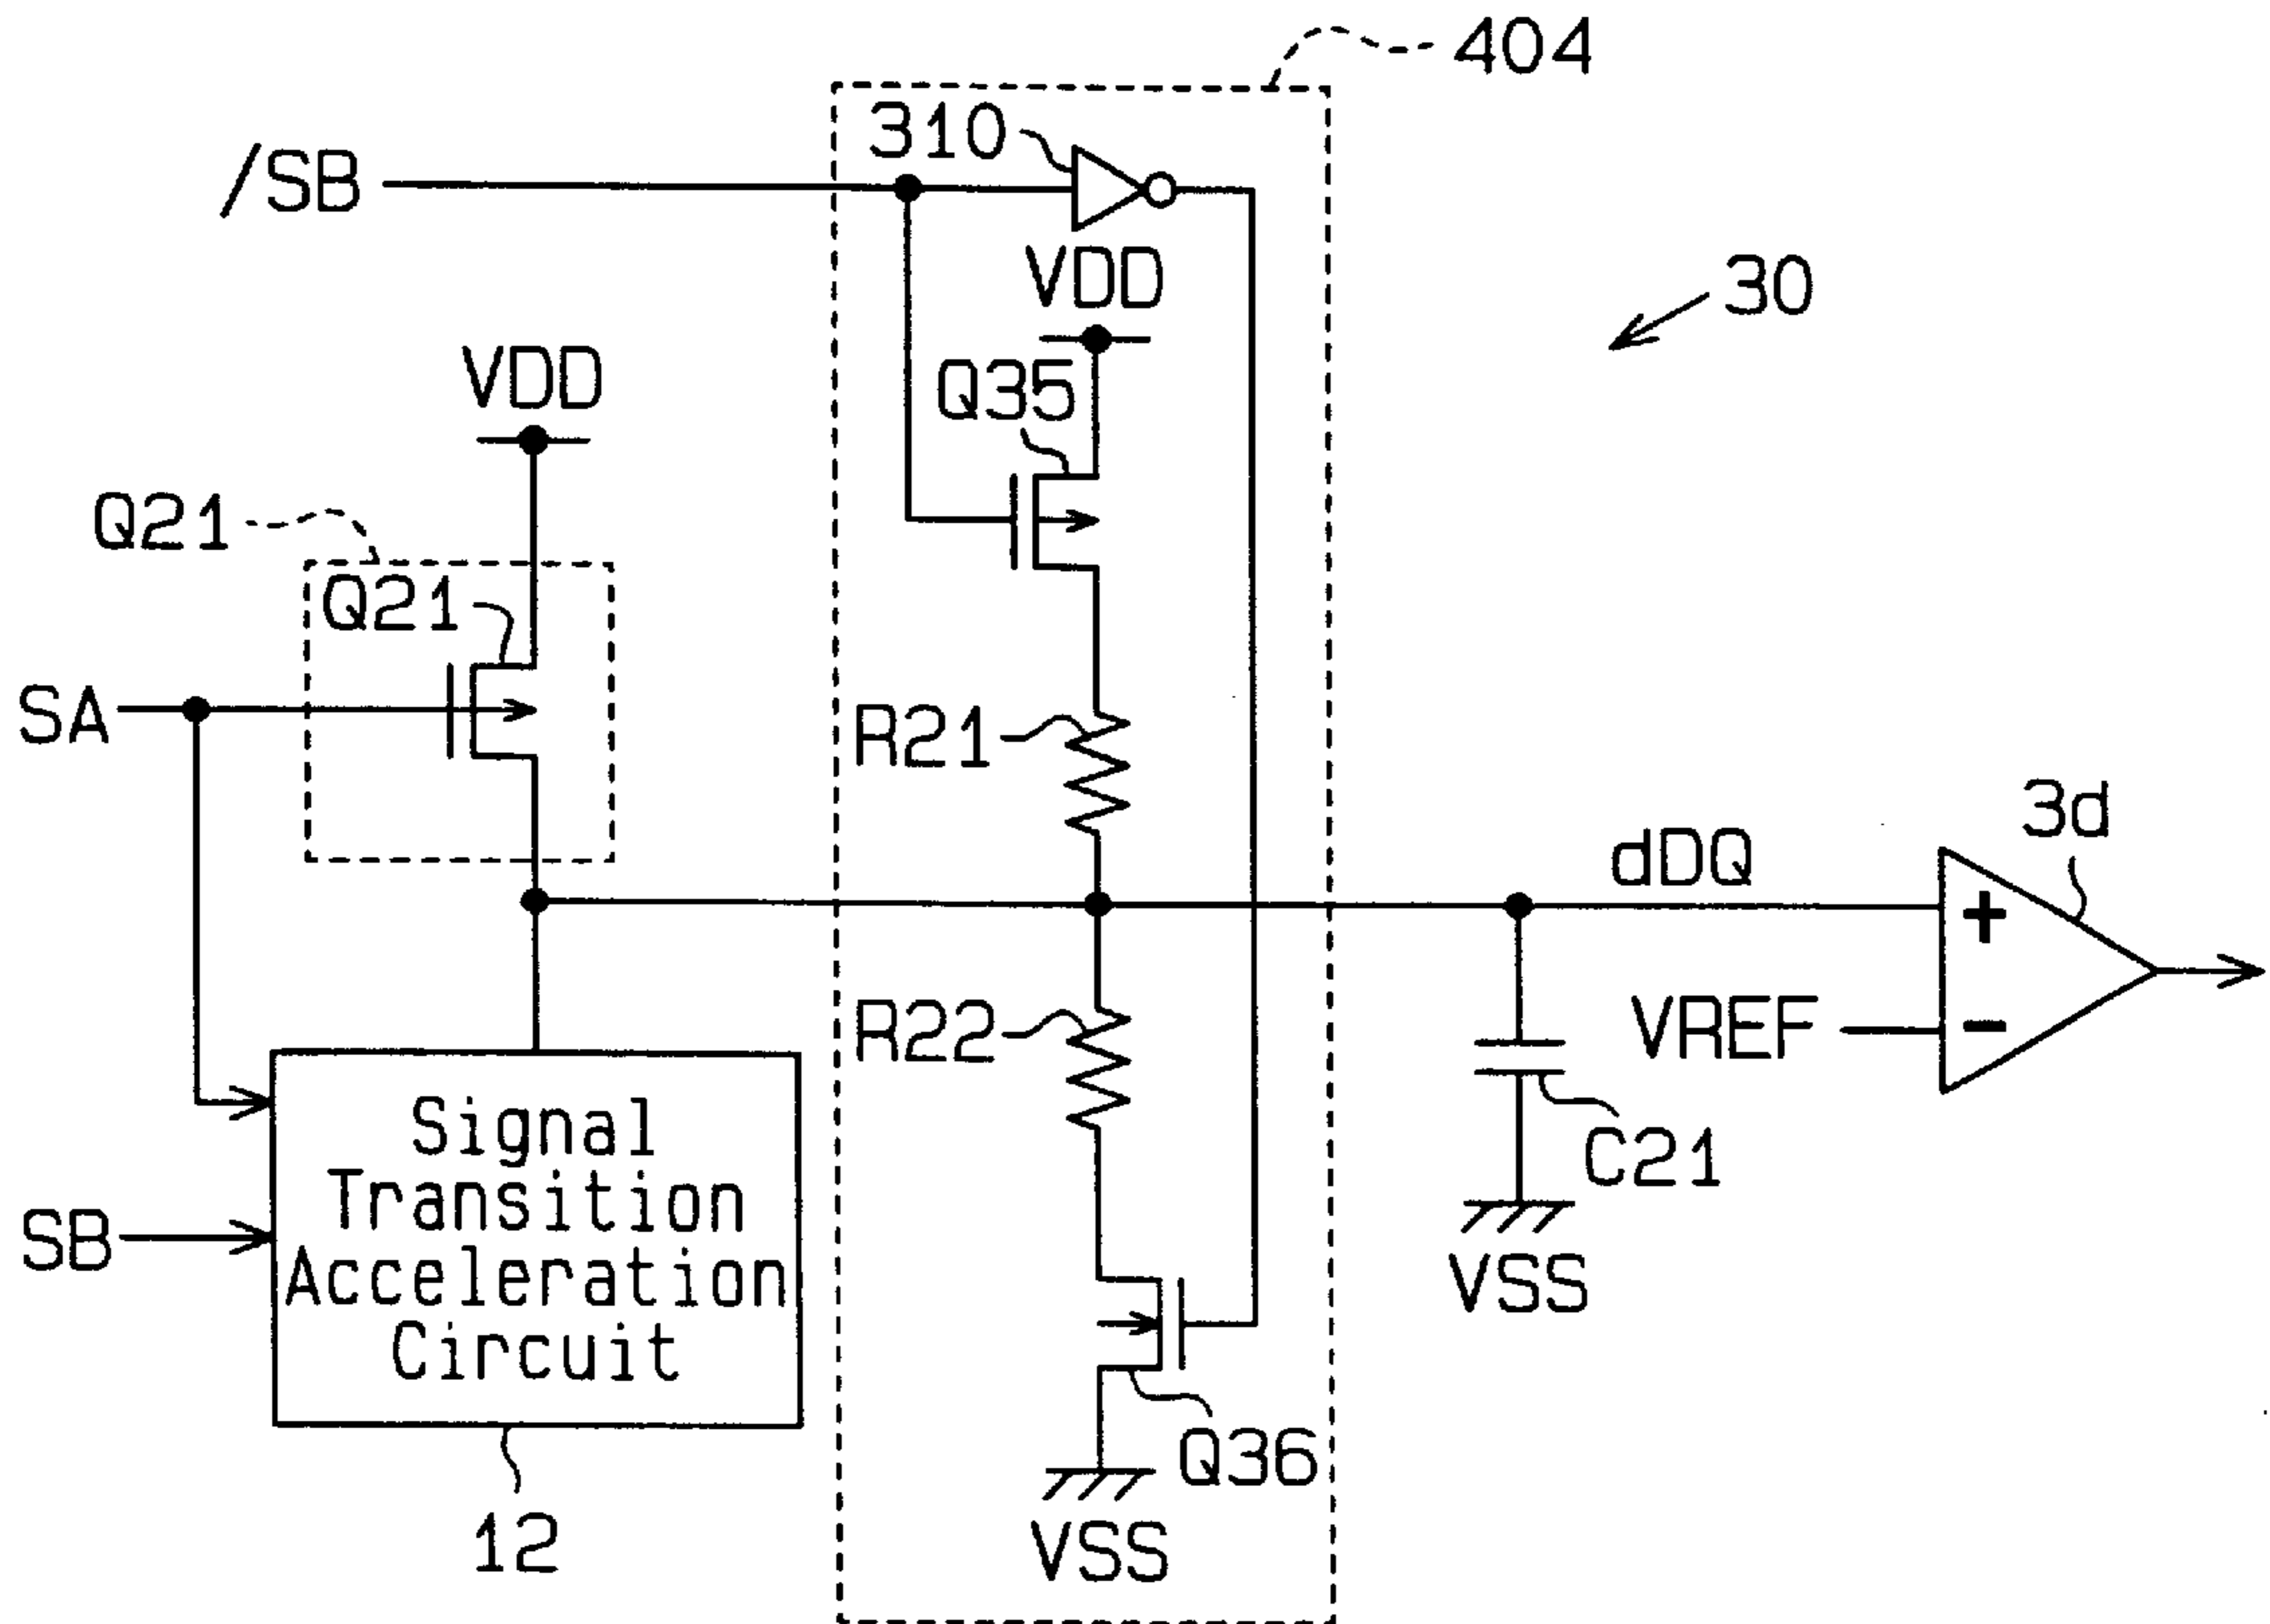 404
310
/SB
VDD
30
Q35
VDD
Q21
Q21
SA
R21
3d
dDQ
R22
VREF
Signal
Transition
Acceleration
Circuit
C21
SB
VSS
Q36
12
VSS
+
-